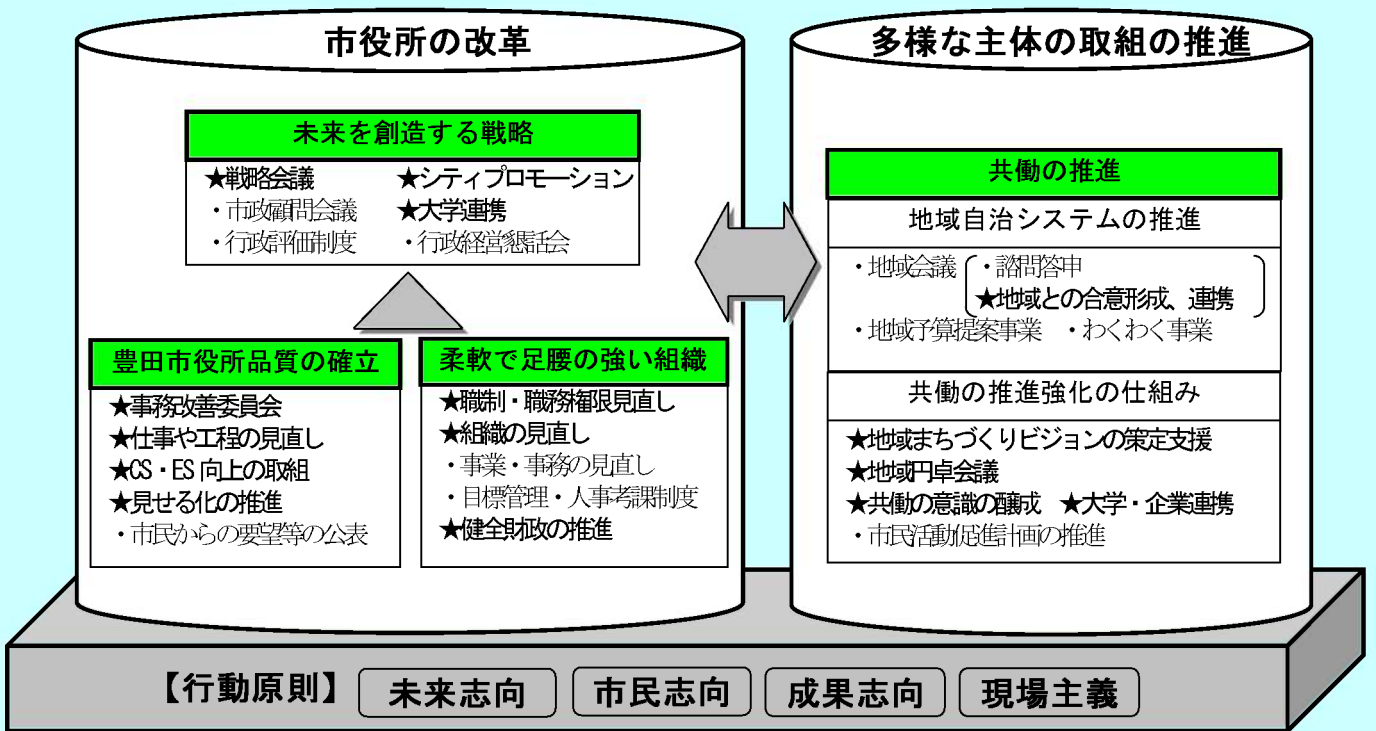 市役所の改革
未来を創造する戦略
★戦略会議 ★シティプロモーション
・市政顧問会議 ★大学連携
・行政評価制度 ・行政経営懇話会
豊田市役所品質の確立
★事務改善委員会
★仕事や工程の見直し
★CS・ES向上の取組
★見せる化の推進
・市民からの要望等の公表
柔軟で足腰の強い組織
★職制・職務権限見直し
★組織の見直し
・事業・事務の見直し
・目標管理・人事考課制度
★健全財政の推進
多様な主体の取組の推進
共働の推進
地域自治システムの推進
・地域会議 ・諮問答申
★地域との合意形成、連携
・地域予算提案事業 ・わくわく事業
共働の推進強化の仕組み
★地域まちづくりビジョンの策定支援
★地域円卓会議
★共働の意識の醸成 ★大学・企業連携
・市民活動促進計画の推進
【行動原則】 未来志向 市民志向 成果志向 現場主義